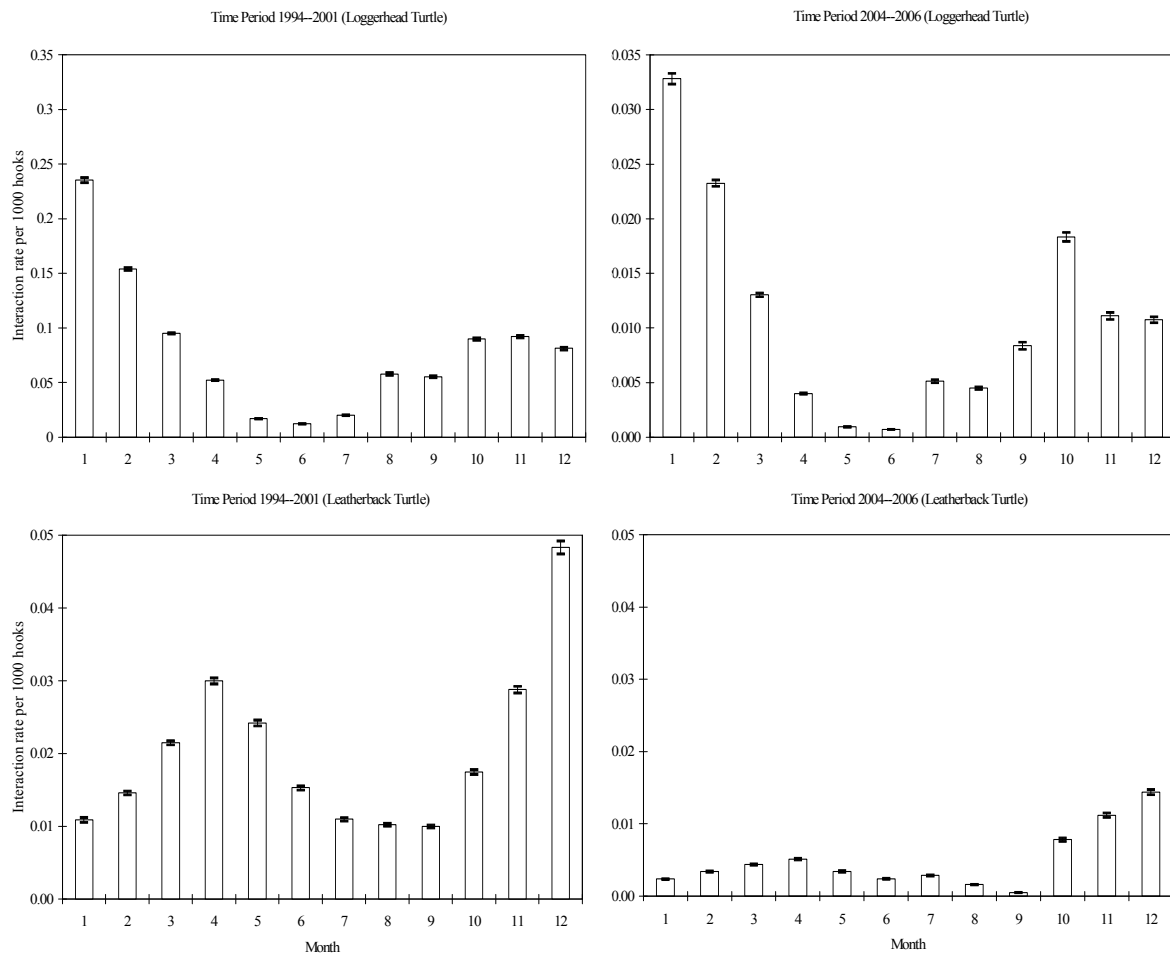 Time Period 1994--2001 (Loggerhead Turtle)
Interaction rate per 1000 hooks
0.35
0.3
0.25
0.2
0.15
0.1
0.05
0
1 2 3 4 5 6 7 8 9 10 11 12
Time Period 2004--2006 (Loggerhead Turtle)
0.035
0.030
0.025
0.020
0.015
0.010
0.005
0.000
1 2 3 4 5 6 7 8 9 10 11 12
Time Period 1994--2001 (Leatherback Turtle)
Interaction rate per 1000 hooks
0.05
0.04
0.03
0.02
0.01
0.00
1 2 3 4 5 6 7 8 9 10 11 12
Month
Time Period 2004--2006 (Leatherback Turtle)
0.05
0.04
0.03
0.02
0.01
0.00
1 2 3 4 5 6 7 8 9 10 11 12
Month